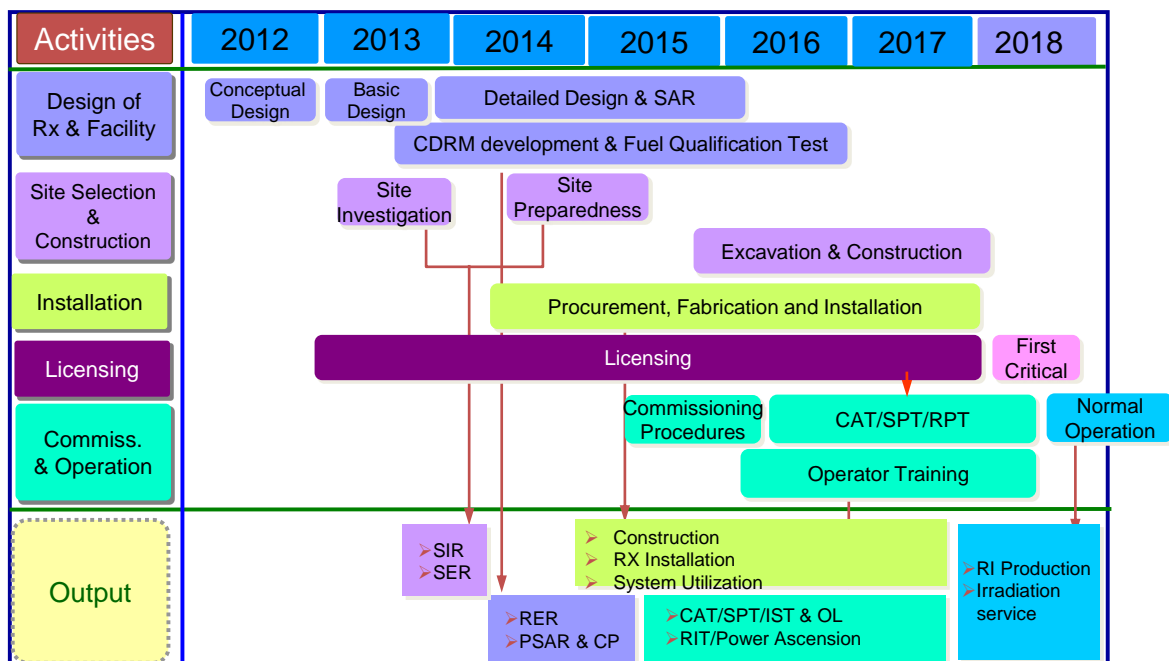 Activities
2012
2013
2014
2015
2016
2017
2018
Design of
Rx & Facility
Conceptual
Design
Basic
Design
Detailed Design & SAR
CDRM development & Fuel Qualification Test
Site Selection
&
Construction
Site
Investigation
Site
Preparedness
Excavation & Construction
Installation
Procurement, Fabrication and Installation
Licensing
Licensing
First
Critical
Commiss.
& Operation
Commissioning
Procedures
CAT/SPT/RPT
Normal
Operation
Operator Training
Output
SIR
SER
RER
PSAR & CP
Construction
RX Installation
System Utilization
CAT/SPT/IST & OL
RIT/Power Ascension
RI Production
Irradiation
service